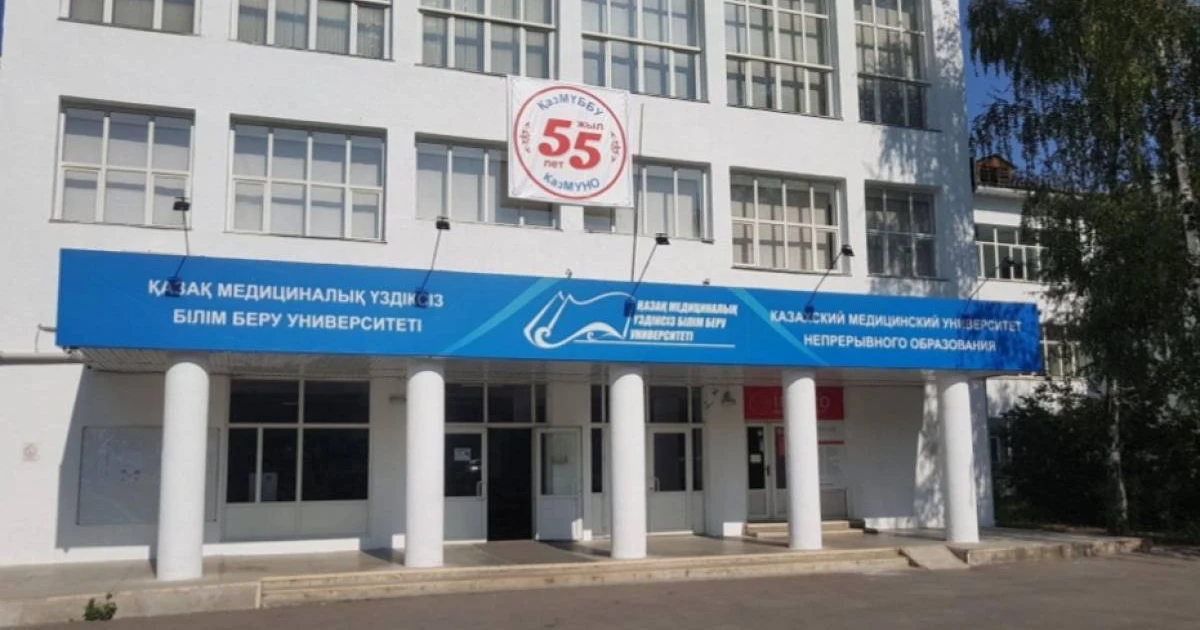 ҚазМҮББУ
55 жыл
лет
КазМУНО
ҚАЗАҚ МЕДИЦИНАЛЫҚ ҮЗДІКСІЗ
БІЛІМ БЕРУ УНИВЕРСИТЕТІ
ҚАЗАҚ МЕДИЦИНАЛЫҚ
ҮЗДІКСІЗ БІЛІМ БЕРУ
УНИВЕРСИТЕТІ
КАЗАХСКИЙ МЕДИЦИНСКИЙ УНИВЕРСИТЕТ
НЕПРЕРЫВНОГО ОБРАЗОВАНИЯ